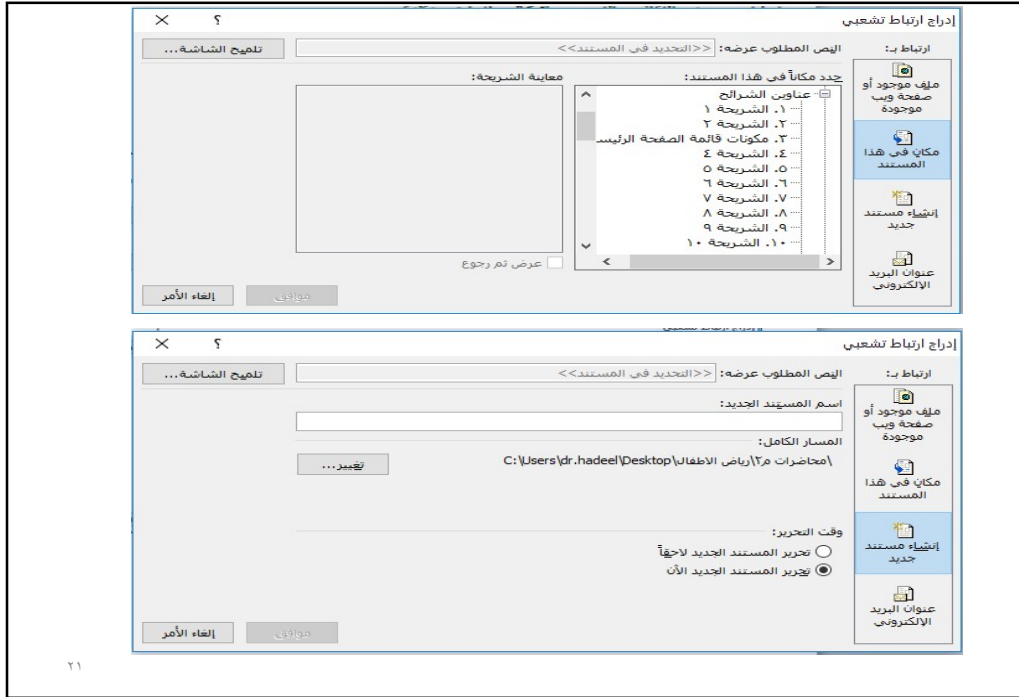 إدراج ارتباط تشعبي
؟
ارتباط بـ:
النص المطلوب عرضه: <<التحديد في المستند>>
تلميح الشاشة...
ملف موجود أو
صفحة ويب
موجودة
مكان في هذا
المستند
إنشاء مستند
جديد
عنوان البريد
الإلكتروني
حدد مكاناً في هذا المستند:
عناوين الشرائح
١. الشريحة ١
٢. الشريحة ٢
٣. مكونات قائمة الصفحة الرئيسـ
٤. الشريحة ٤
٥. الشريحة ٥
٦. الشريحة ٦
٧. الشريحة ٧
٨. الشريحة ٨
٩. الشريحة ٩
١٠. الشريحة ١٠
معاينة الشريحة:
عرض ثم رجوع
موافق
إلغاء الأمر
إدراج ارتباط تشعبي
؟
ارتباط بـ:
النص المطلوب عرضه: <<التحديد في المستند>>
تلميح الشاشة...
ملف موجود أو
صفحة ويب
موجودة
مكان في هذا
المستند
إنشاء مستند
جديد
عنوان البريد
الإلكتروني
اسم المستند الجديد:
المسار الكامل:
C:\Users\dr.hadeel\Desktop\محاضرات م٢\رياض الاطفال\
تغيير...
وقت التحرير:
تحرير المستند الجديد لاحقاً
تحرير المستند الجديد الآن
موافق
إلغاء الأمر
٢١